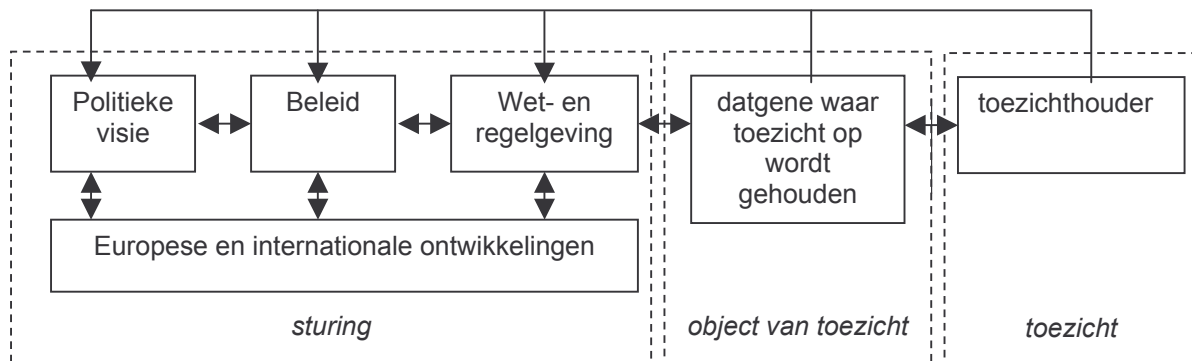 Politieke
visie
Beleid
Wet- en
regelgeving
datgene waar
toezicht op
wordt
gehouden
toezichthouder
Europese en internationale ontwikkelingen
sturing
object van toezicht
toezicht